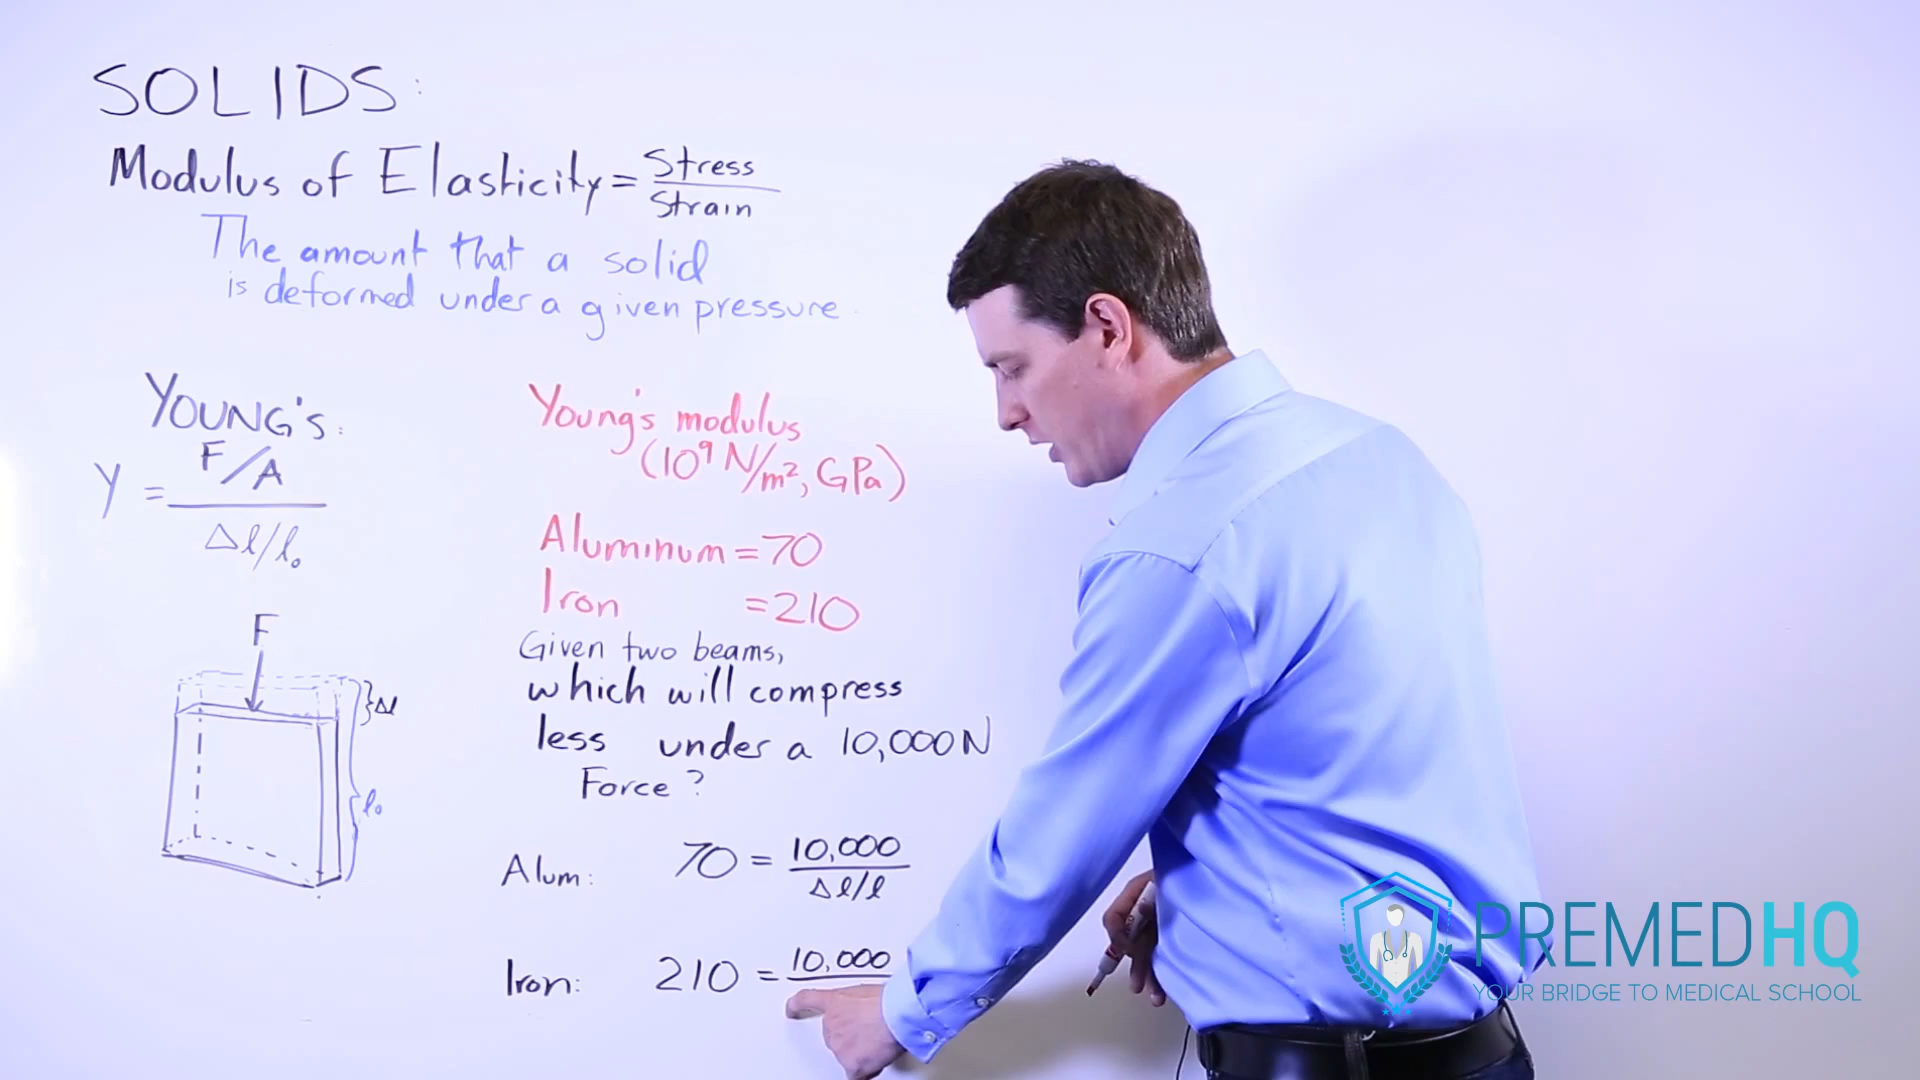 SOLIDS:
Modulus of Elasticity = Stress / Strain
The amount that a solid
is deformed under a given pressure
YOUNG'S:
Y = F/A / Δl/l₀
F
Δl
l₀
Young's modulus
(10⁹ N/m², GPa)
Aluminum = 70
Iron = 210
Given two beams,
which will compress
less under a 10,000N
Force?
Alum: 70 = 10,000 / Δl/l
Iron: 210 = 10,000
PREMEDHQ
YOUR BRIDGE TO MEDICAL SCHOOL